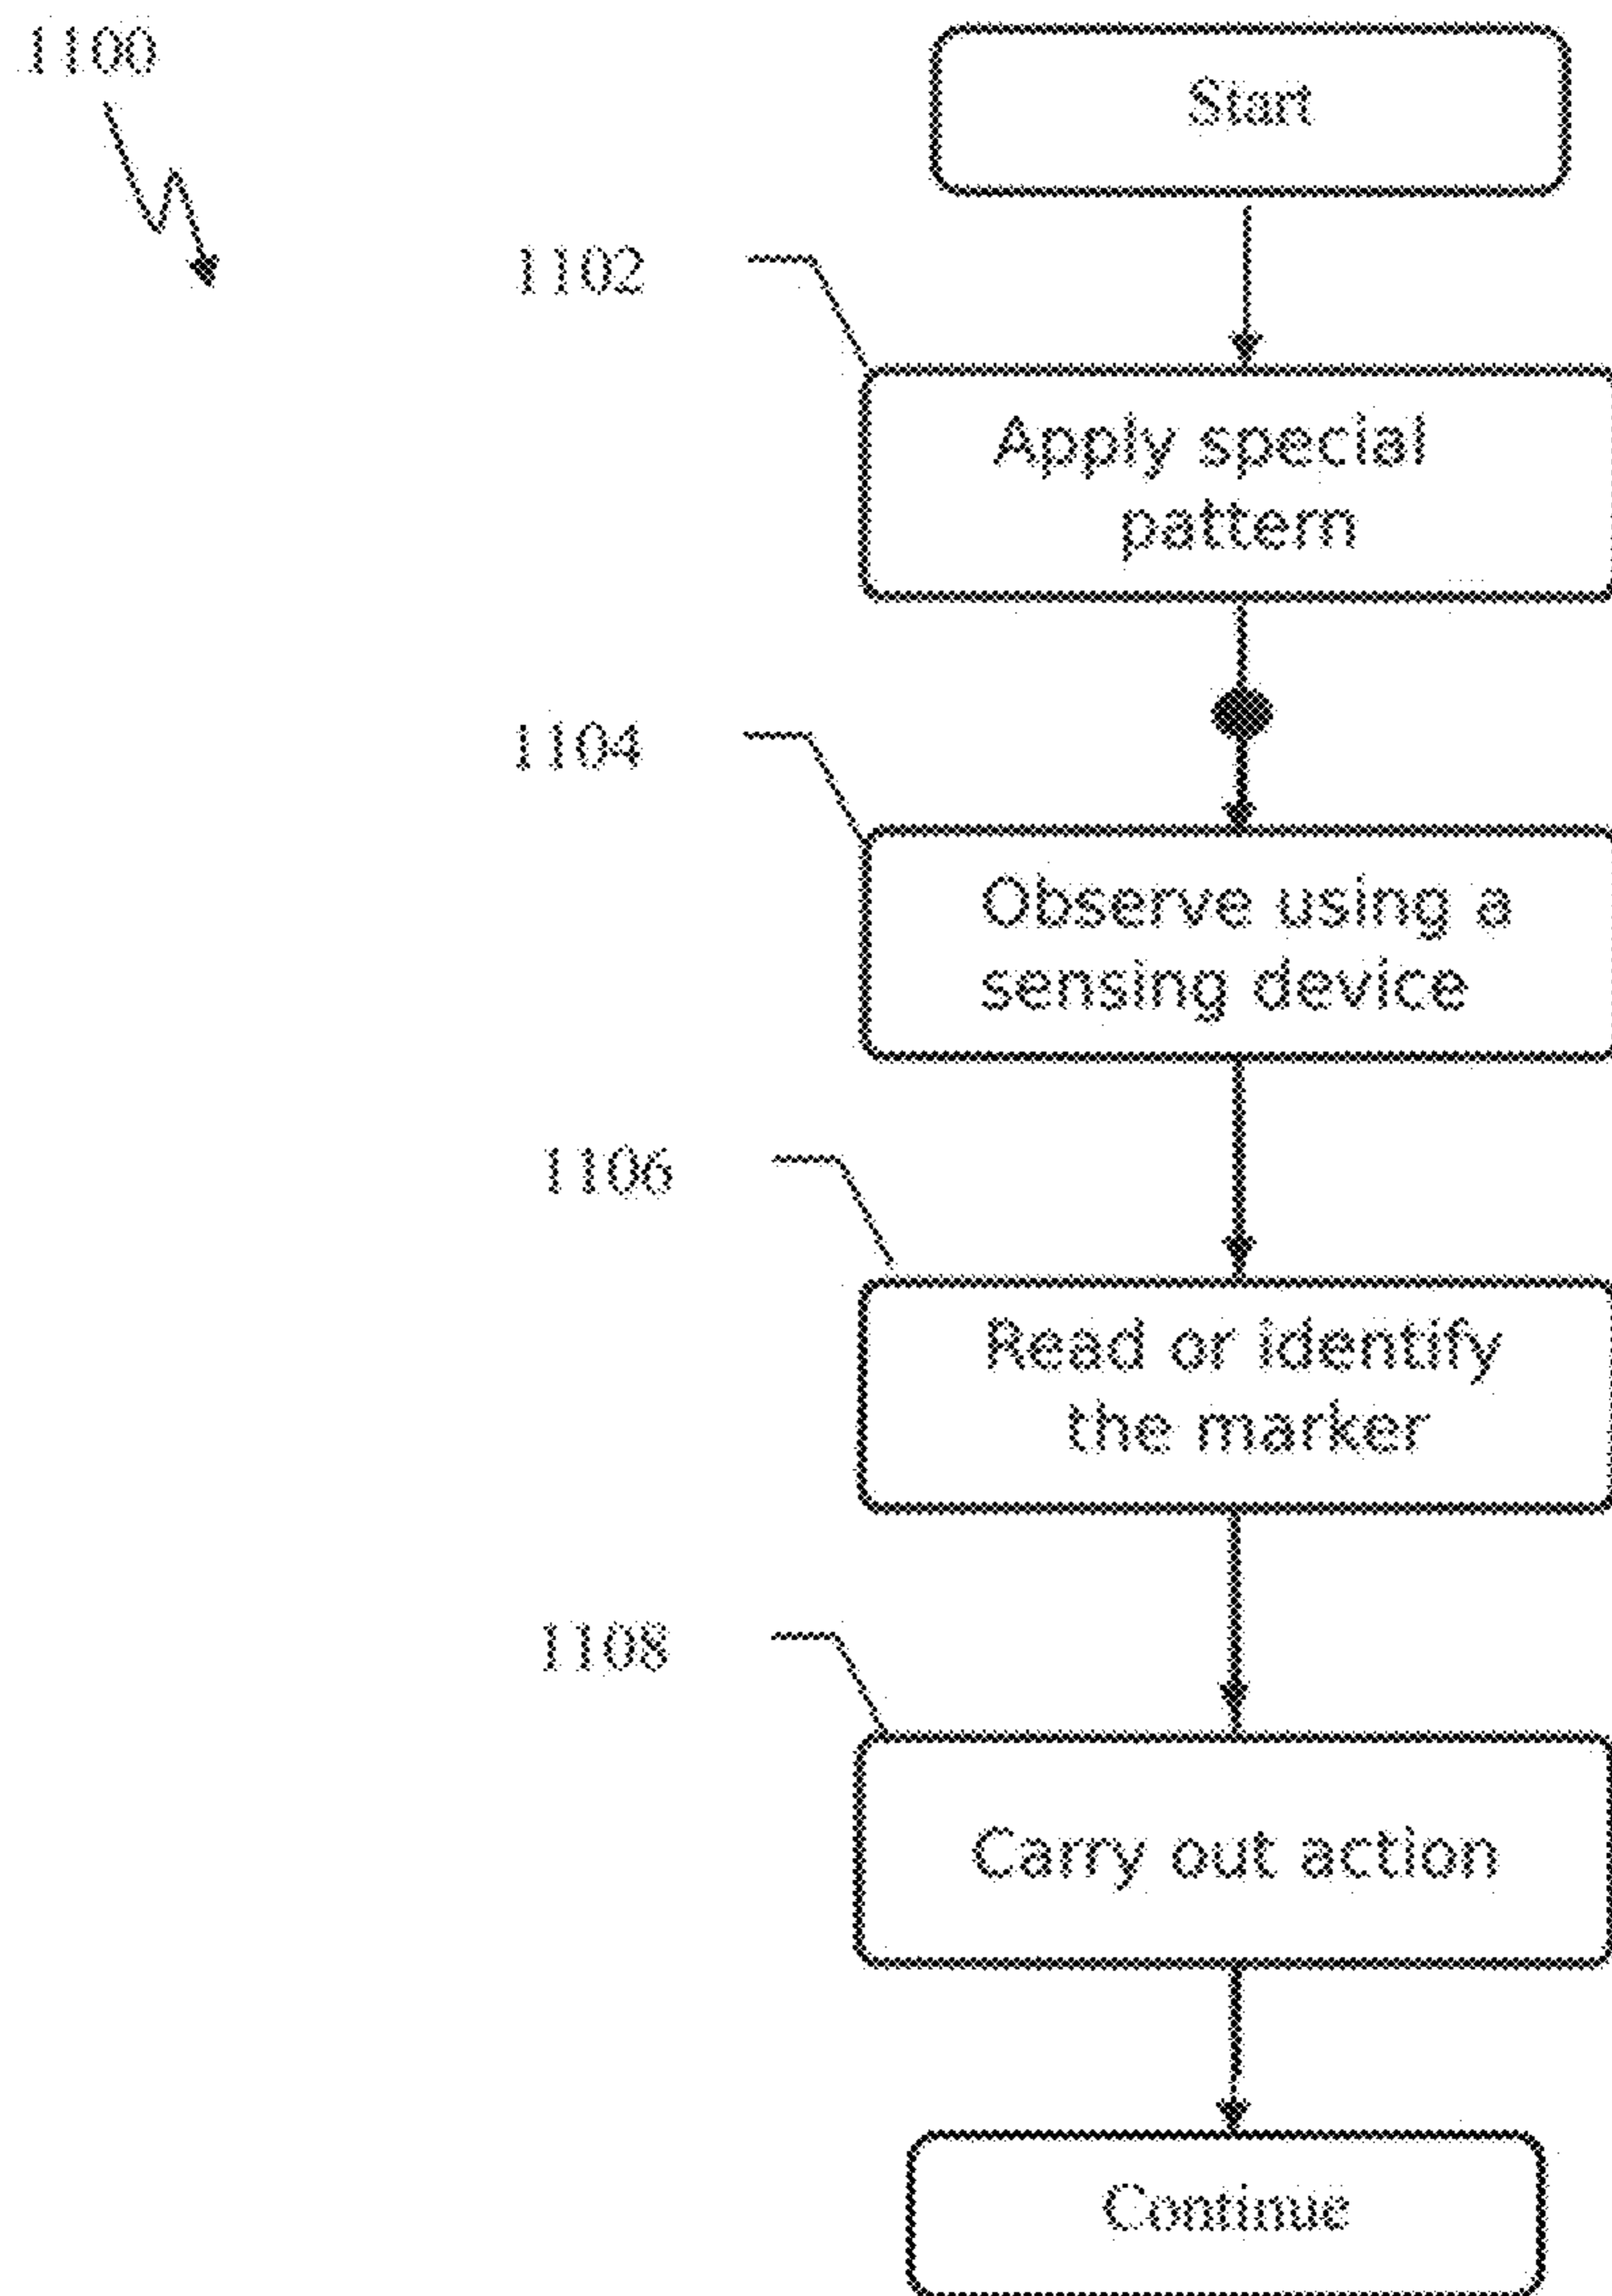 1100
Start
1102
Apply special
pattern
1104
Observe using a
sensing device
1106
Read or identify
the marker
1108
Carry out action
Continue